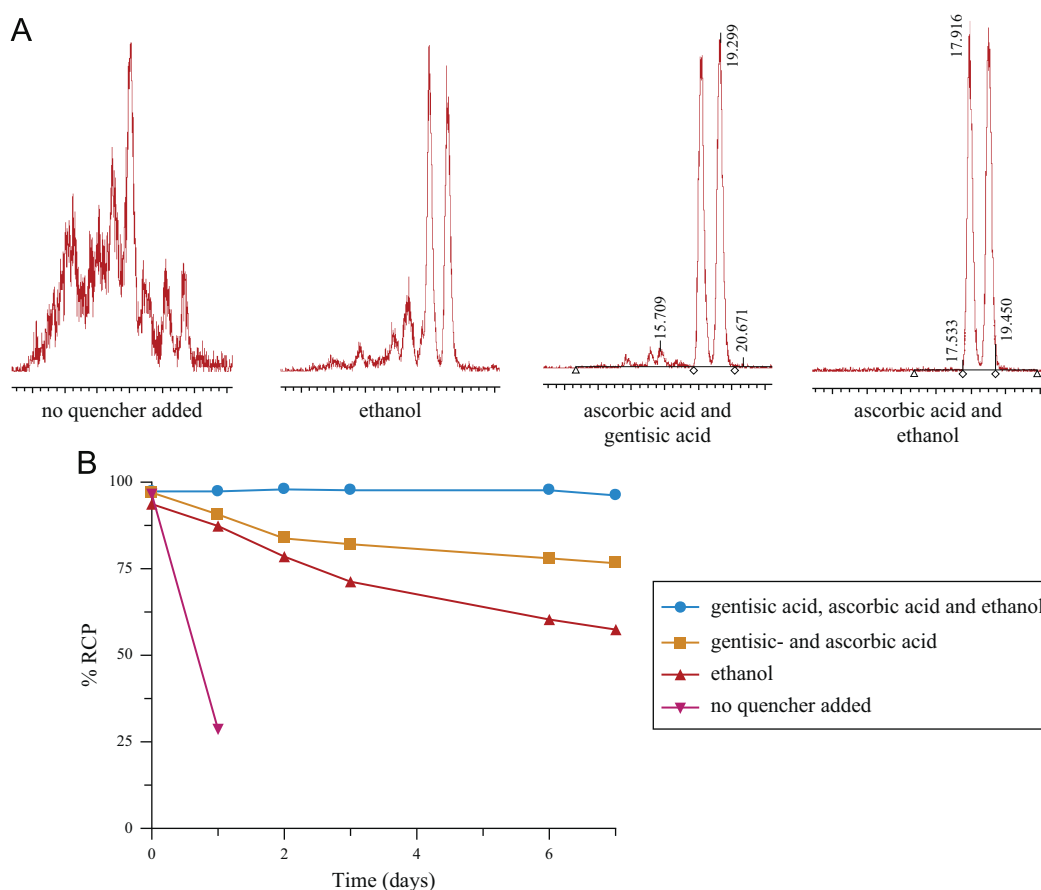 A
19.299
17.916
15.709
20.671
17.533
19.450
no quencher added
ethanol
ascorbic acid and
gentisic acid
ascorbic acid and
ethanol
B
100
75
50
25
0
% RCP
0
2
4
6
Time (days)
gentisic acid, ascorbic acid and ethanol
gentisic- and ascorbic acid
ethanol
no quencher added